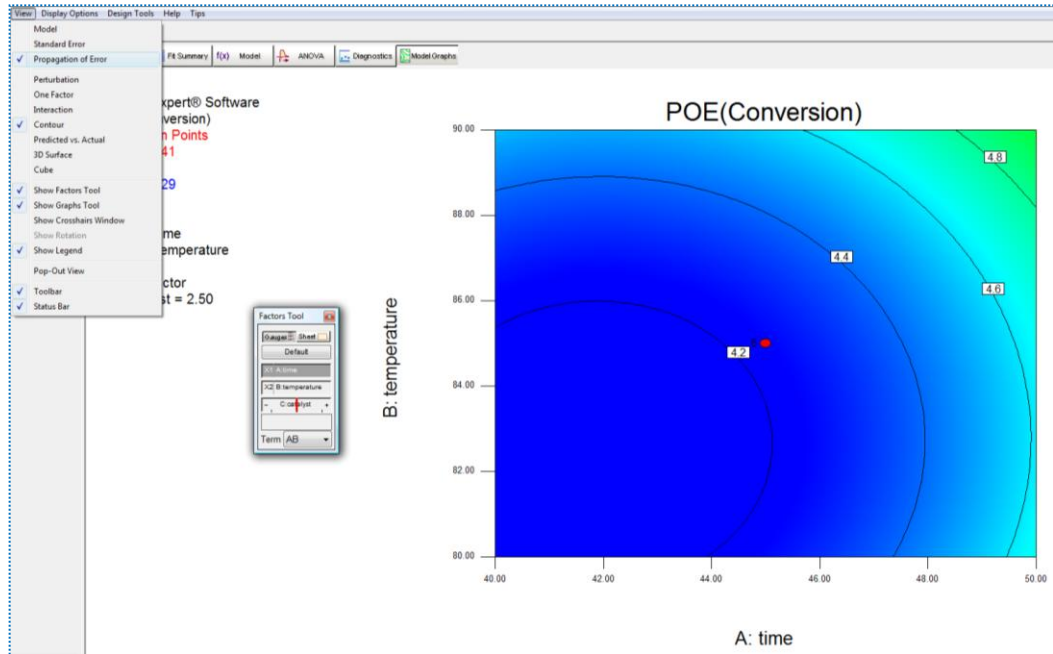 View Display Options Design Tools Help Tips
Model
Standard Error
Propagation of Error
Perturbation
One Factor
Interaction
Contour
Predicted vs. Actual
3D Surface
Cube
Show Factors Tool
Show Graphs Tool
Show Crosshairs Window
Show Rotation
Show Legend
Pop-Out View
Toolbar
Status Bar
Fit Summary f(x) Model ANOVA Diagnostics Model Graphs
xpert® Software
version)
n Points
41
29
me
emperature
ctor
st = 2.50
Factors Tool
Gauges Sheet
Default
X1 A:time
X2 B:temperature
- C:catalyst +
Term AB
POE(Conversion)
B: temperature
90.00
88.00
86.00
84.00
82.00
80.00
4.8
4.4
4.6
4.2
40.00 42.00 44.00 46.00 48.00 50.00
A: time